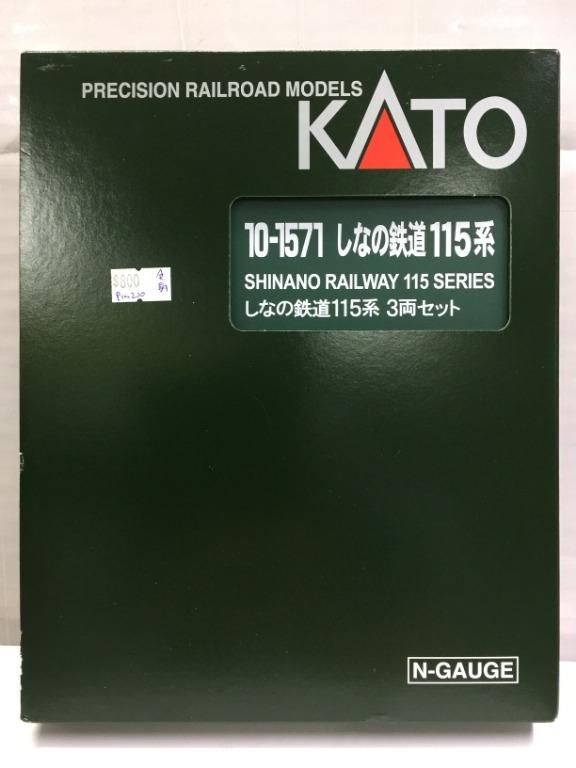 PRECISION RAILROAD MODELS
KATO
10-1571 しなの鉄道 115系
SHINANO RAILWAY 115 SERIES
しなの鉄道115系 3両セット
$800
N-GAUGE